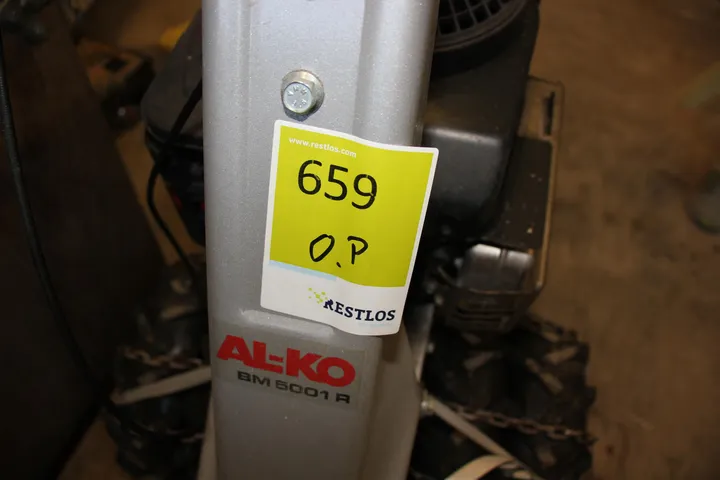 www.restlos.com
659
O.P
RESTLOS
AL-KO
BM 5001 R